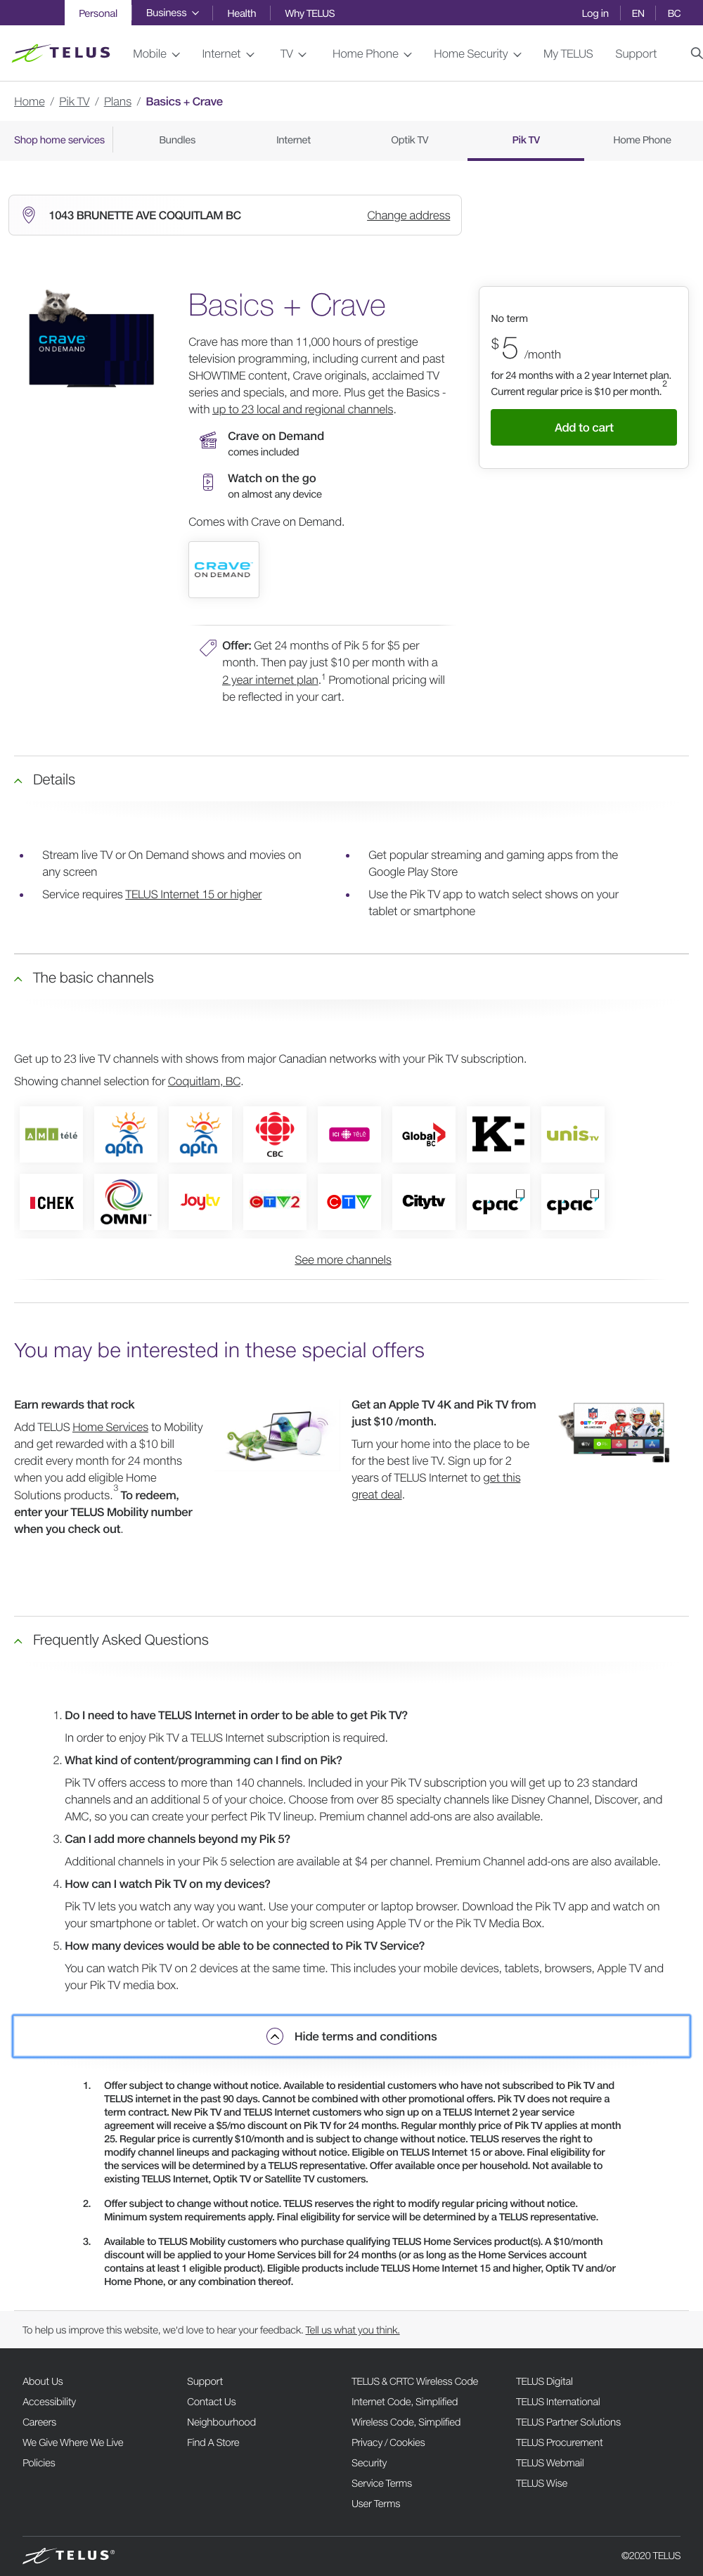 Personal Business Health Why TELUS Log in EN BC
TELUS Mobile Internet TV Home Phone Home Security My TELUS Support
Home / Pik TV / Plans / Basics + Crave
Shop home services Bundles Internet Optik TV Pik TV Home Phone
1043 BRUNETTE AVE COQUITLAM BC Change address
CRAVE
ON DEMAND
Basics + Crave
Crave has more than 11,000 hours of prestige
television programming, including current and past
SHOWTIME content, Crave originals, acclaimed TV
series and specials, and more. Plus get the Basics -
with up to 23 local and regional channels.
Crave on Demand
comes included
Watch on the go
on almost any device
Comes with Crave on Demand.
CRAVE
ON DEMAND
Offer: Get 24 months of Pik 5 for $5 per
month. Then pay just $10 per month with a
2 year internet plan.1 Promotional pricing will
be reflected in your cart.
No term
$5 /month
for 24 months with a 2 year Internet plan.
Current regular price is $10 per month.2
Add to cart
Details
Stream live TV or On Demand shows and movies on
any screen
Service requires TELUS Internet 15 or higher
Get popular streaming and gaming apps from the
Google Play Store
Use the Pik TV app to watch select shows on your
tablet or smartphone
The basic channels
Get up to 23 live TV channels with shows from major Canadian networks with your Pik TV subscription.
Showing channel selection for Coquitlam, BC.
AMI télé aptn aptn CBC ICI TÉLÉ Global BC K: unis TV
CHEK OMNI Joytv CTV2 CTV Citytv cpac cpac
See more channels
You may be interested in these special offers
Earn rewards that rock
Add TELUS Home Services to Mobility
and get rewarded with a $10 bill
credit every month for 24 months
when you add eligible Home
Solutions products.3 To redeem,
enter your TELUS Mobility number
when you check out.
Get an Apple TV 4K and Pik TV from
just $10 /month.
Turn your home into the place to be
for the best live TV. Sign up for 2
years of TELUS Internet to get this
great deal.
Frequently Asked Questions
1. Do I need to have TELUS Internet in order to be able to get Pik TV?
In order to enjoy Pik TV a TELUS Internet subscription is required.
2. What kind of content/programming can I find on Pik?
Pik TV offers access to more than 140 channels. Included in your Pik TV subscription you will get up to 23 standard
channels and an additional 5 of your choice. Choose from over 85 specialty channels like Disney Channel, Discover, and
AMC, so you can create your perfect Pik TV lineup. Premium channel add-ons are also available.
3. Can I add more channels beyond my Pik 5?
Additional channels in your Pik 5 selection are available at $4 per channel. Premium Channel add-ons are also available.
4. How can I watch Pik TV on my devices?
Pik TV lets you watch any way you want. Use your computer or laptop browser. Download the Pik TV app and watch on
your smartphone or tablet. Or watch on your big screen using Apple TV or the Pik TV Media Box.
5. How many devices would be able to be connected to Pik TV Service?
You can watch Pik TV on 2 devices at the same time. This includes your mobile devices, tablets, browsers, Apple TV and
your Pik TV media box.
Hide terms and conditions
1. Offer subject to change without notice. Available to residential customers who have not subscribed to Pik TV and
TELUS internet in the past 90 days. Cannot be combined with other promotional offers. Pik TV does not require a
term contract. New Pik TV and TELUS Internet customers who sign up on a TELUS Internet 2 year service
agreement will receive a $5/mo discount on Pik TV for 24 months. Regular monthly price of Pik TV applies at month
25. Regular price is currently $10/month and is subject to change without notice. TELUS reserves the right to
modify channel lineups and packaging without notice. Eligible on TELUS Internet 15 or above. Final eligibility for
the services will be determined by a TELUS representative. Offer available once per household. Not available to
existing TELUS Internet, Optik TV or Satellite TV customers.
2. Offer subject to change without notice. TELUS reserves the right to modify regular pricing without notice.
Minimum system requirements apply. Final eligibility for service will be determined by a TELUS representative.
3. Available to TELUS Mobility customers who purchase qualifying TELUS Home Services product(s). A $10/month
discount will be applied to your Home Services bill for 24 months (or as long as the Home Services account
contains at least 1 eligible product). Eligible products include TELUS Home Internet 15 and higher, Optik TV and/or
Home Phone, or any combination thereof.
To help us improve this website, we'd love to hear your feedback. Tell us what you think.
About Us
Accessibility
Careers
We Give Where We Live
Policies
Support
Contact Us
Neighbourhood
Find A Store
TELUS & CRTC Wireless Code
Internet Code, Simplified
Wireless Code, Simplified
Privacy / Cookies
Security
Service Terms
User Terms
TELUS Digital
TELUS International
TELUS Partner Solutions
TELUS Procurement
TELUS Webmail
TELUS Wise
TELUS® ©2020 TELUS